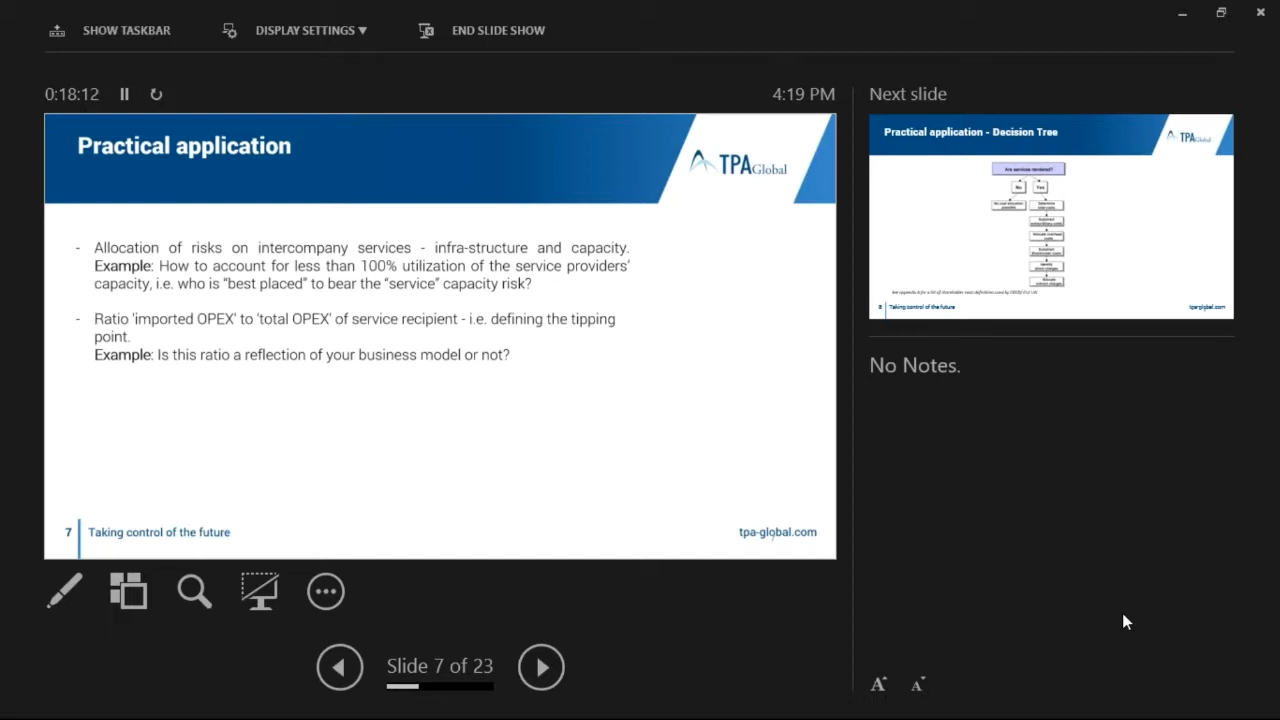 SHOW TASKBAR
DISPLAY SETTINGS ▼
END SLIDE SHOW
0:18:12
4:19 PM
Next slide
Practical application
TPAGlobal
- Allocation of risks on intercompany services - infra-structure and capacity.
Example: How to account for less than 100% utilization of the service providers'
capacity, i.e. who is "best placed" to bear the "service" capacity risk?
- Ratio 'imported OPEX' to 'total OPEX' of service recipient - i.e. defining the tipping
point.
Example: Is this ratio a reflection of your business model or not?
7
Taking control of the future
tpa-global.com
Practical application - Decision Tree
TPAGlobal
Are services rendered?
No
Yes
8
Taking control of the future
tpa-global.com
No Notes.
Slide 7 of 23
A
A